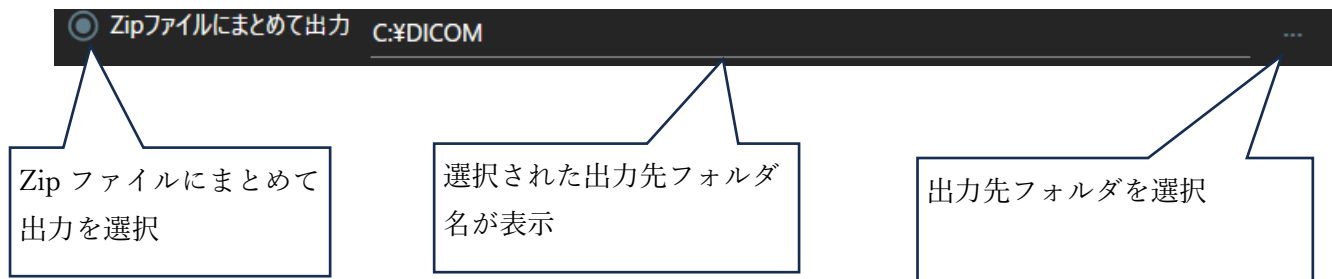 Zipファイルにまとめて出力 C:¥DICOM ...
Zip ファイルにまとめて
出力を選択
選択された出力先フォルダ
名が表示
出力先フォルダを選択